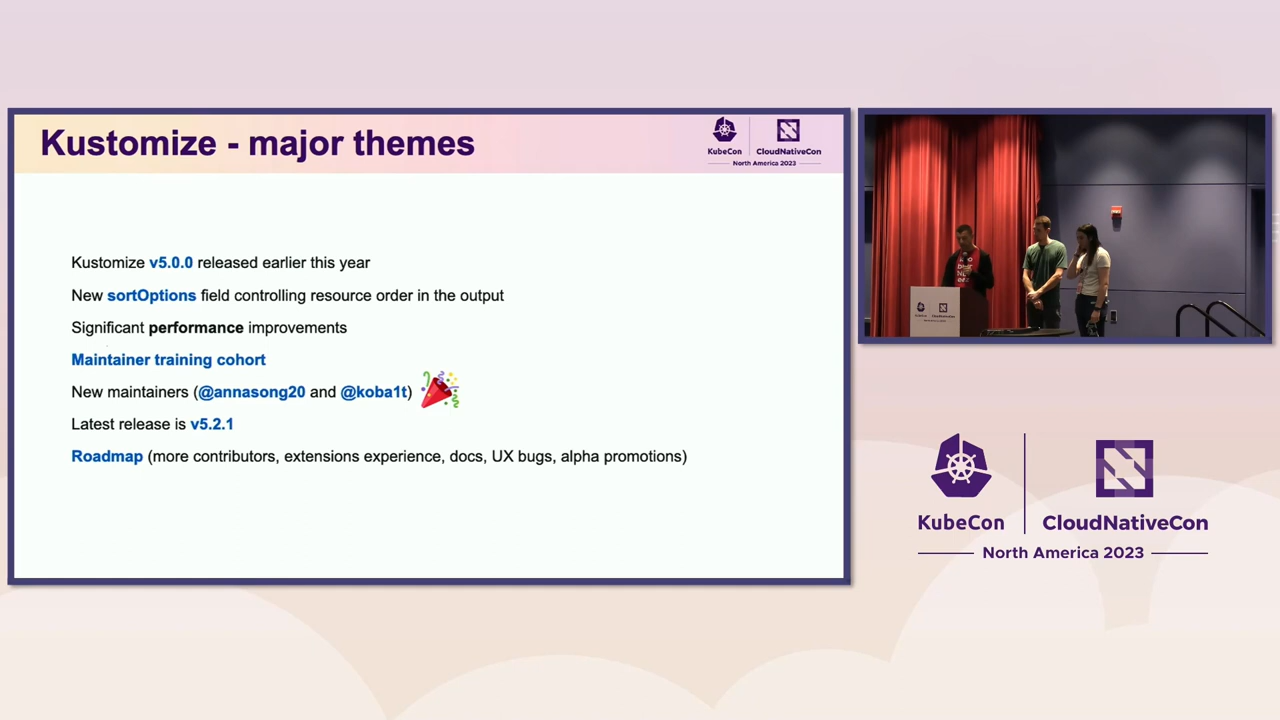 Kustomize - major themes
KubeCon
CloudNativeCon
North America 2023
Kustomize v5.0.0 released earlier this year
New sortOptions field controlling resource order in the output
Significant performance improvements
Maintainer training cohort
New maintainers (@annasong20 and @koba1t)
Latest release is v5.2.1
Roadmap (more contributors, extensions experience, docs, UX bugs, alpha promotions)
KubeCon
CloudNativeCon
North America 2023